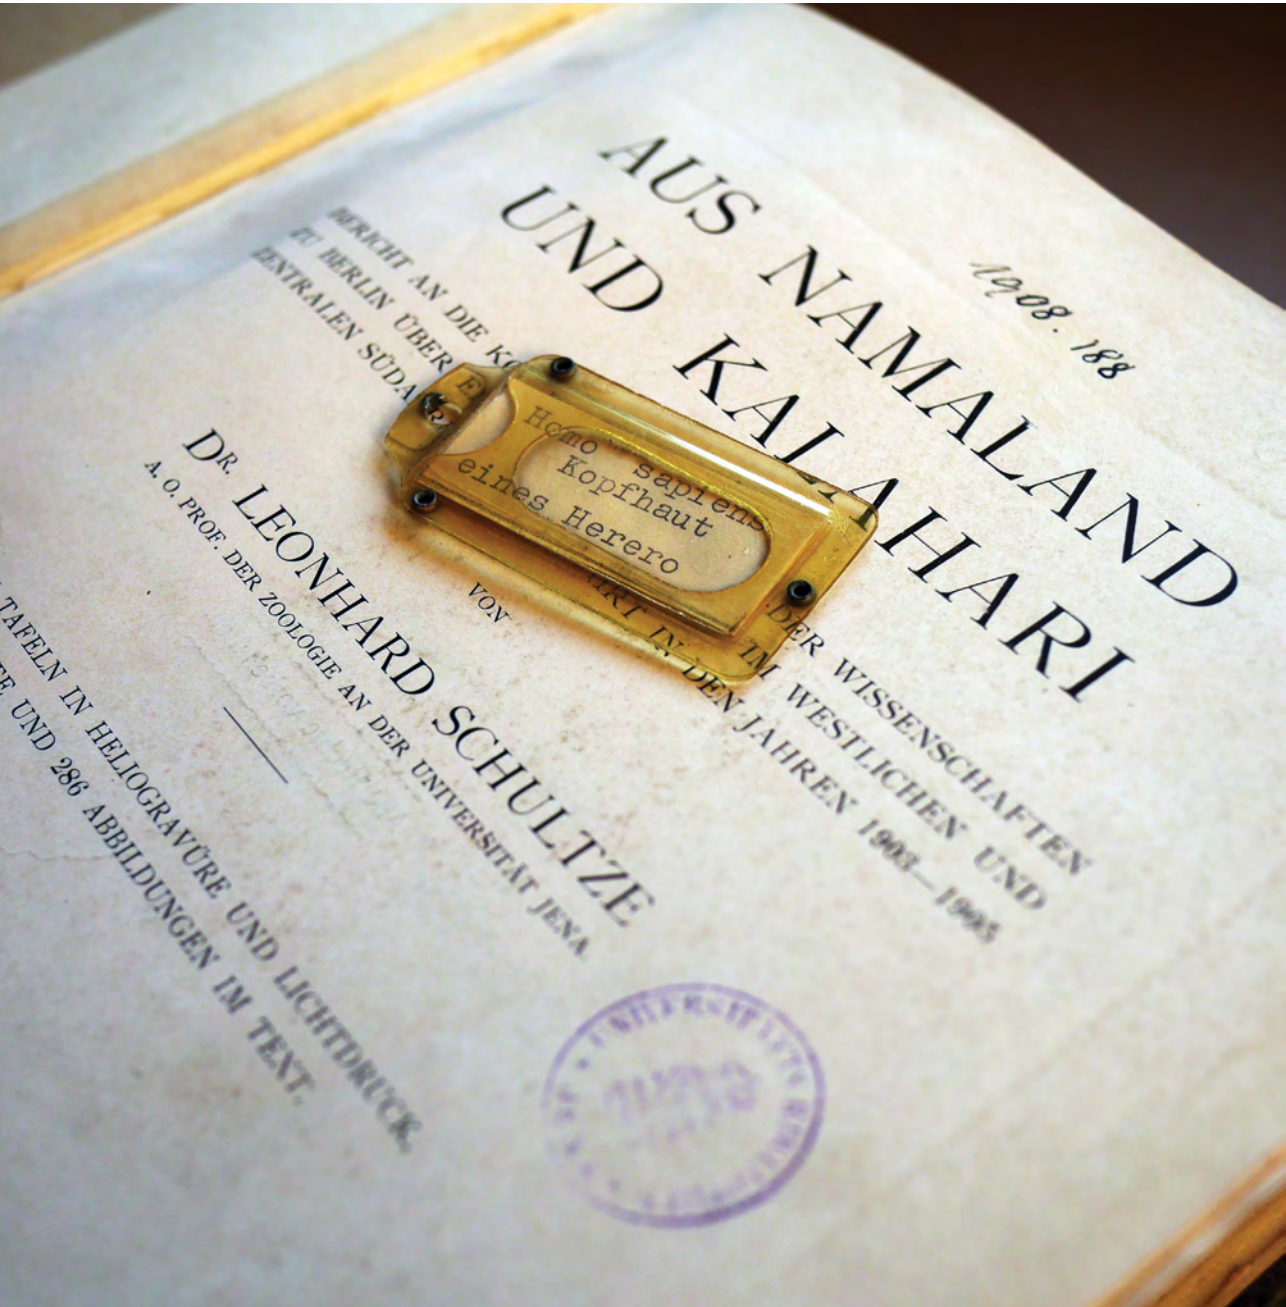 1908. 188
AUS NAMALAND
UND KALAHARI
BERICHT AN DIE DER WISSENSCHAFTEN
ZU BERLIN ÜBER IM WESTLICHEN UND
ZENTRALEN SÜDA IN DEN JAHREN 1903—1905
Homo sapiens
Kopfhaut
eines Herero
VON
DR. LEONHARD SCHULTZE
A. O. PROF. DER ZOOLOGIE AN DER UNIVERSITÄT JENA
TAFELN IN HELIOGRAVÜRE UND LICHTDRUCK,
UND 286 ABBILDUNGEN IM TEXT.